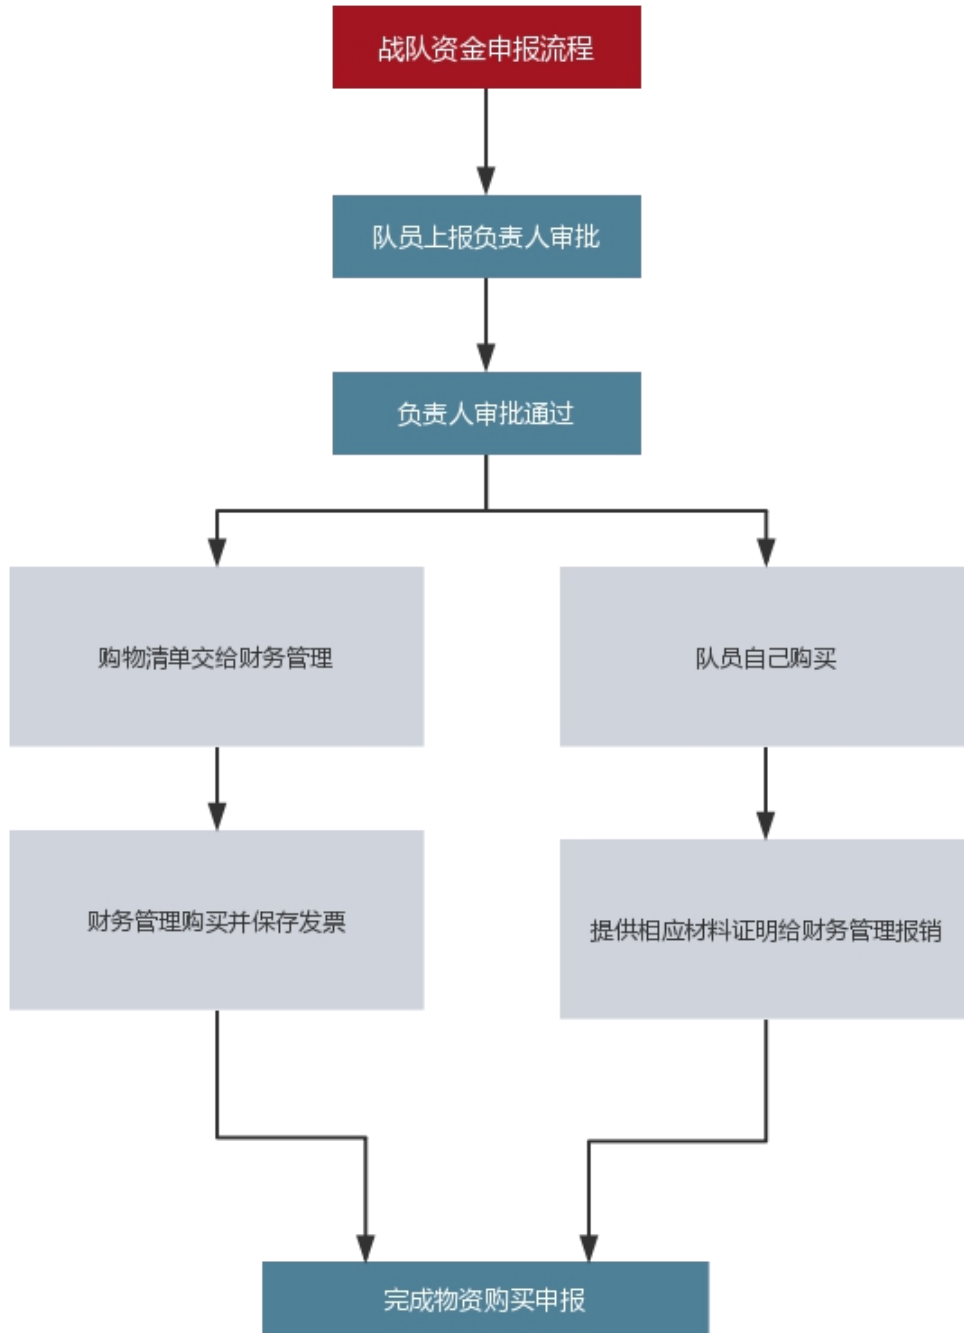 战队资金申报流程
队员上报负责人审批
负责人审批通过
购物清单交给财务管理
队员自己购买
财务管理购买并保存发票
提供相应材料证明给财务管理报销
完成物资购买申报